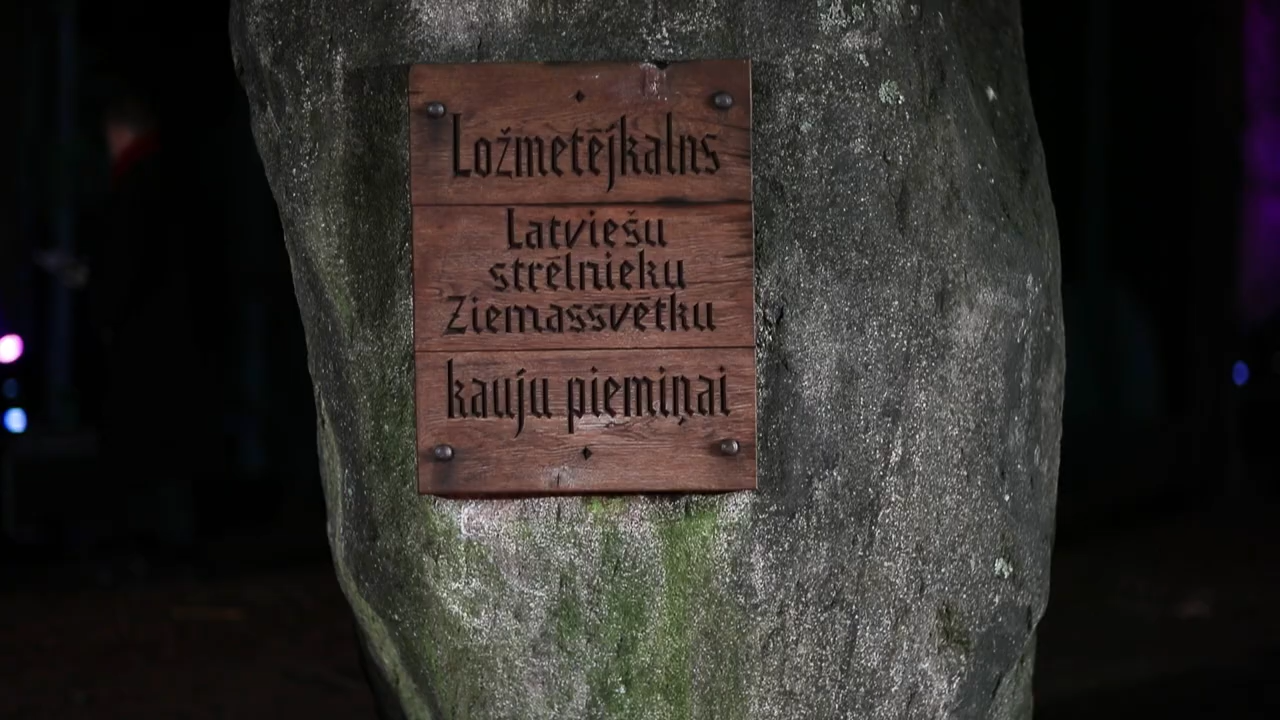 Ložmetējkalns
Latviešu
strēlnieku
Ziemassvētku
kauju piemiņai